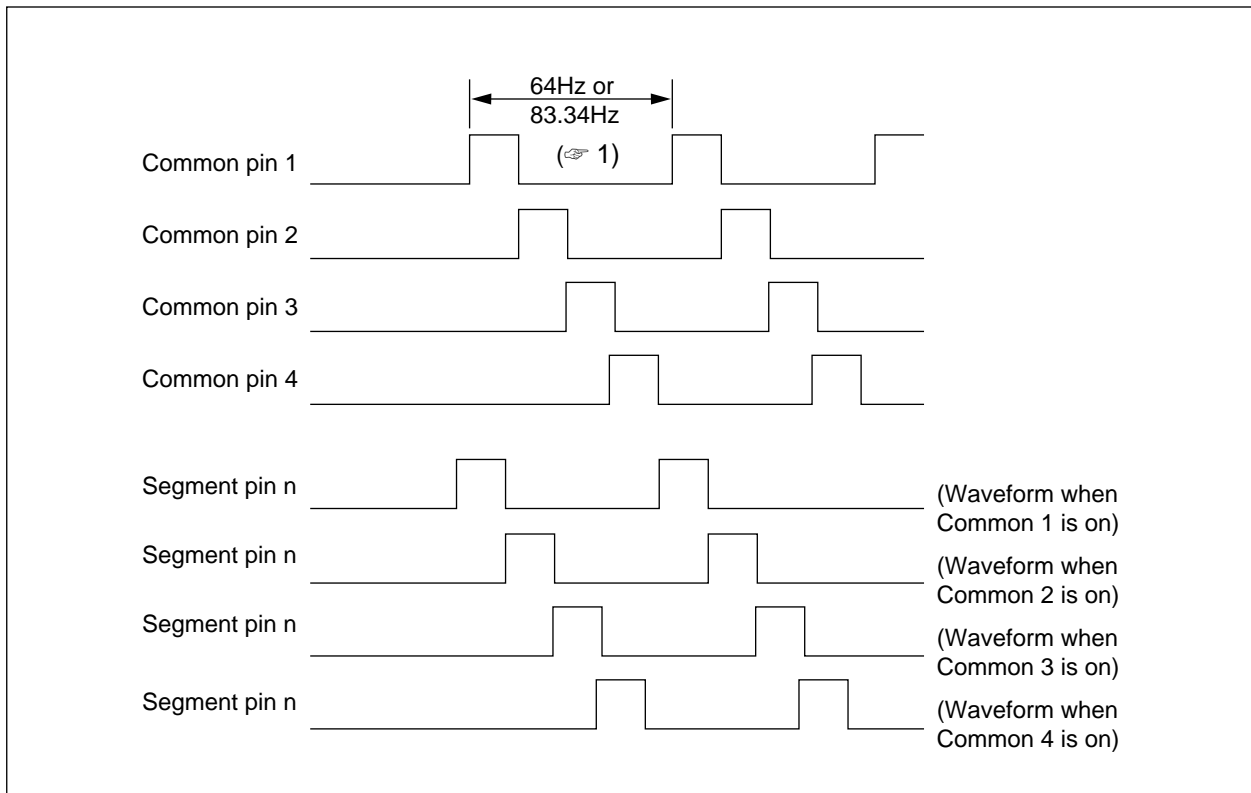 64Hz or
83.34Hz
(☞ 1)
Common pin 1
Common pin 2
Common pin 3
Common pin 4
Segment pin n
(Waveform when
Common 1 is on)
Segment pin n
(Waveform when
Common 2 is on)
Segment pin n
(Waveform when
Common 3 is on)
Segment pin n
(Waveform when
Common 4 is on)